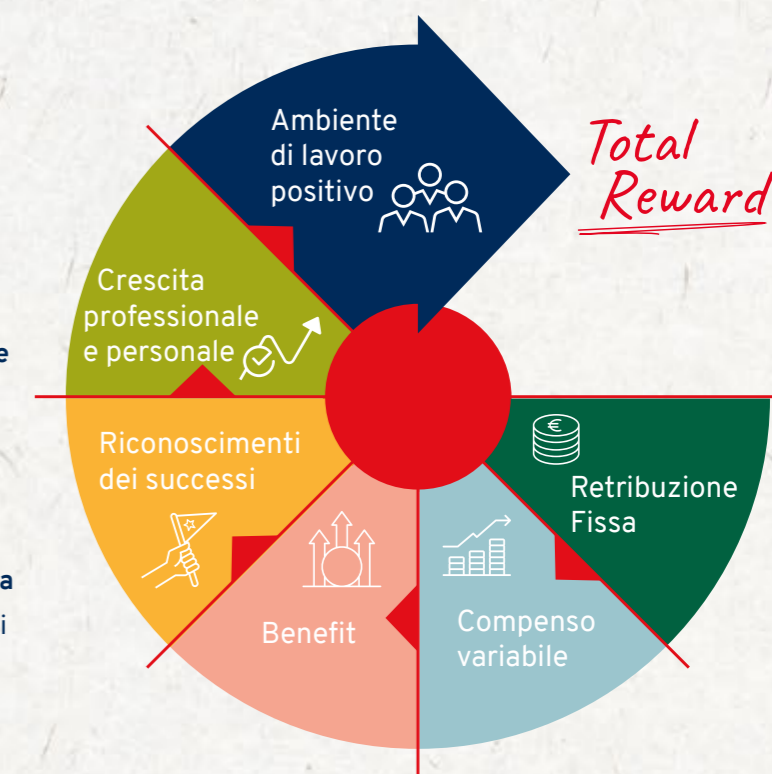 Ambiente
di lavoro
positivo
Total
Reward
Crescita
professionale
e personale
e
Riconoscimenti
dei successi
€
Retribuzione
Fissa
a
i
Benefit
Compenso
variabile